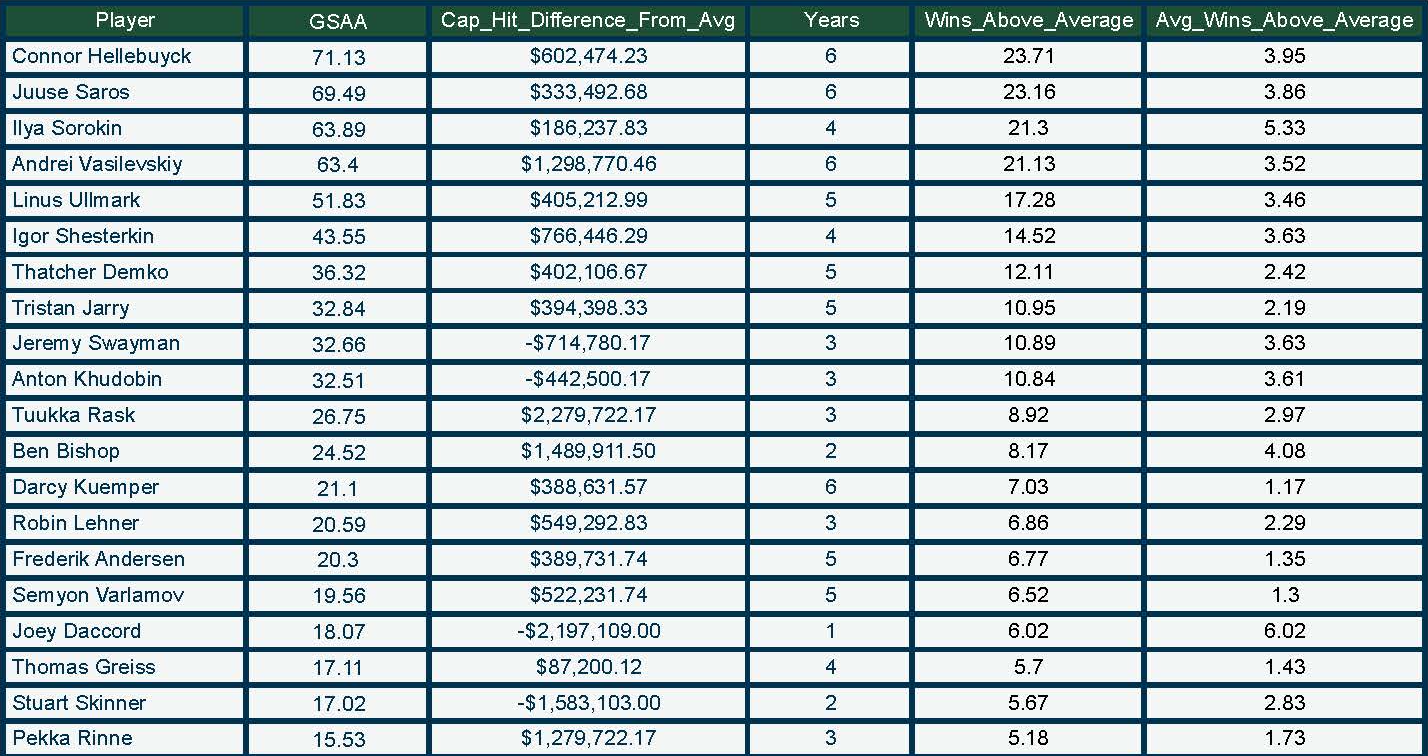 Player GSAA Cap_Hit_Difference_From_Avg Years Wins_Above_Average Avg_Wins_Above_Average
Connor Hellebuyck 71.13 $602,474.23 6 23.71 3.95
Juuse Saros 69.49 $333,492.68 6 23.16 3.86
Ilya Sorokin 63.89 $186,237.83 4 21.3 5.33
Andrei Vasilevskiy 63.4 $1,298,770.46 6 21.13 3.52
Linus Ullmark 51.83 $405,212.99 5 17.28 3.46
Igor Shesterkin 43.55 $766,446.29 4 14.52 3.63
Thatcher Demko 36.32 $402,106.67 5 12.11 2.42
Tristan Jarry 32.84 $394,398.33 5 10.95 2.19
Jeremy Swayman 32.66 -$714,780.17 3 10.89 3.63
Anton Khudobin 32.51 -$442,500.17 3 10.84 3.61
Tuukka Rask 26.75 $2,279,722.17 3 8.92 2.97
Ben Bishop 24.52 $1,489,911.50 2 8.17 4.08
Darcy Kuemper 21.1 $388,631.57 6 7.03 1.17
Robin Lehner 20.59 $549,292.83 3 6.86 2.29
Frederik Andersen 20.3 $389,731.74 5 6.77 1.35
Semyon Varlamov 19.56 $522,231.74 5 6.52 1.3
Joey Daccord 18.07 -$2,197,109.00 1 6.02 6.02
Thomas Greiss 17.11 $87,200.12 4 5.7 1.43
Stuart Skinner 17.02 -$1,583,103.00 2 5.67 2.83
Pekka Rinne 15.53 $1,279,722.17 3 5.18 1.73